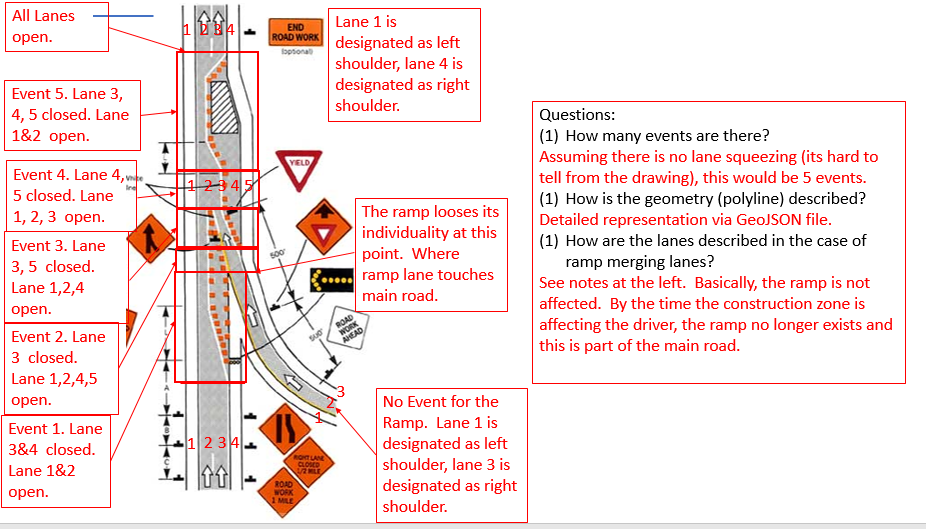 All Lanes
open.
1 2 3 4
END
ROAD WORK
(optional)
Lane 1 is
designated as left
shoulder, lane 4 is
designated as right
shoulder.
Event 5. Lane 3,
4, 5 closed. Lane
1&2 open.
L
YIELD
Event 4. Lane 4,
5 closed. Lane
1, 2, 3 open.
White
line
1 2 3 4 5
Event 3. Lane
3, 5 closed.
Lane 1,2,4
open.
The ramp looses its
individuality at this
point. Where
ramp lane touches
main road.
500'
500'
ROAD
WORK
AHEAD
Event 2. Lane
3 closed.
Lane 1,2,4,5
open.
L
A
B
C
Event 1. Lane
3&4 closed.
Lane 1&2
open.
1 2 3 4
3
2
1
RIGHT LANE
CLOSED
1/2 MILE
ROAD
WORK
1 MILE
No Event for the
Ramp. Lane 1 is
designated as left
shoulder, lane 3 is
designated as right
shoulder.
Questions:
(1) How many events are there?
Assuming there is no lane squeezing (its hard to
tell from the drawing), this would be 5 events.
(1) How is the geometry (polyline) described?
Detailed representation via GeoJSON file.
(1) How are the lanes described in the case of
ramp merging lanes?
See notes at the left. Basically, the ramp is not
affected. By the time the construction zone is
affecting the driver, the ramp no longer exists and
this is part of the main road.